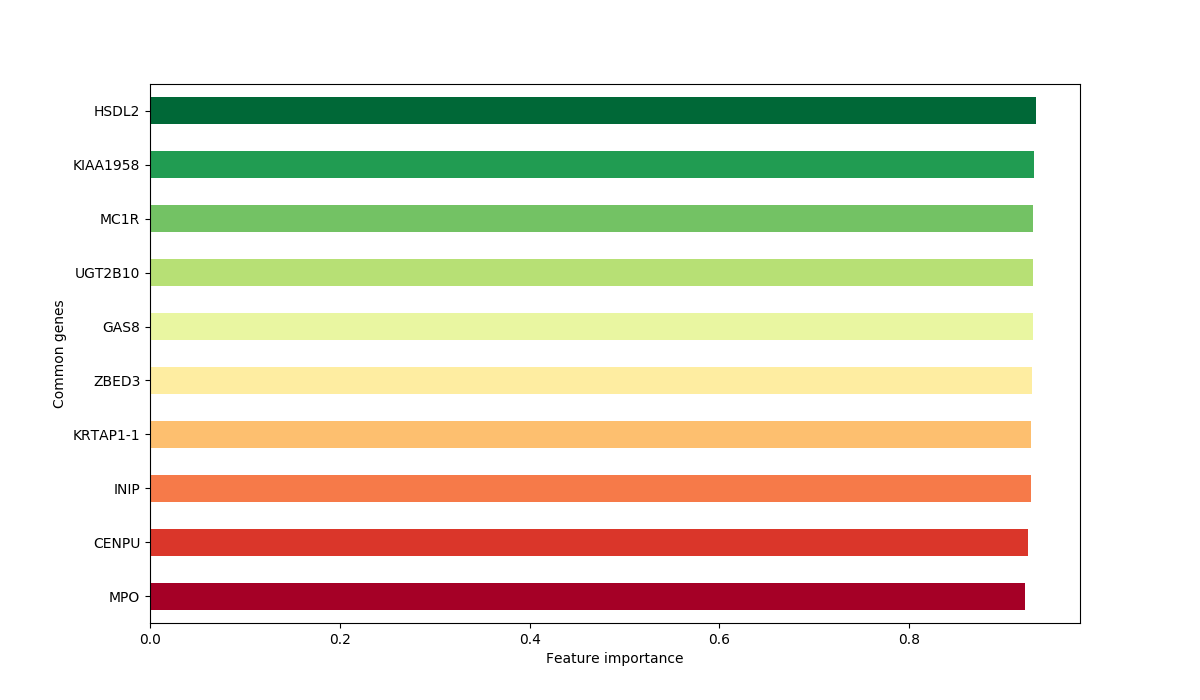 HSDL2
KIAA1958
MC1R
UGT2B10
GAS8
ZBED3
KRTAP1-1
INIP
CENPU
MPO
Common genes
0.0 0.2 0.4 0.6 0.8
Feature importance